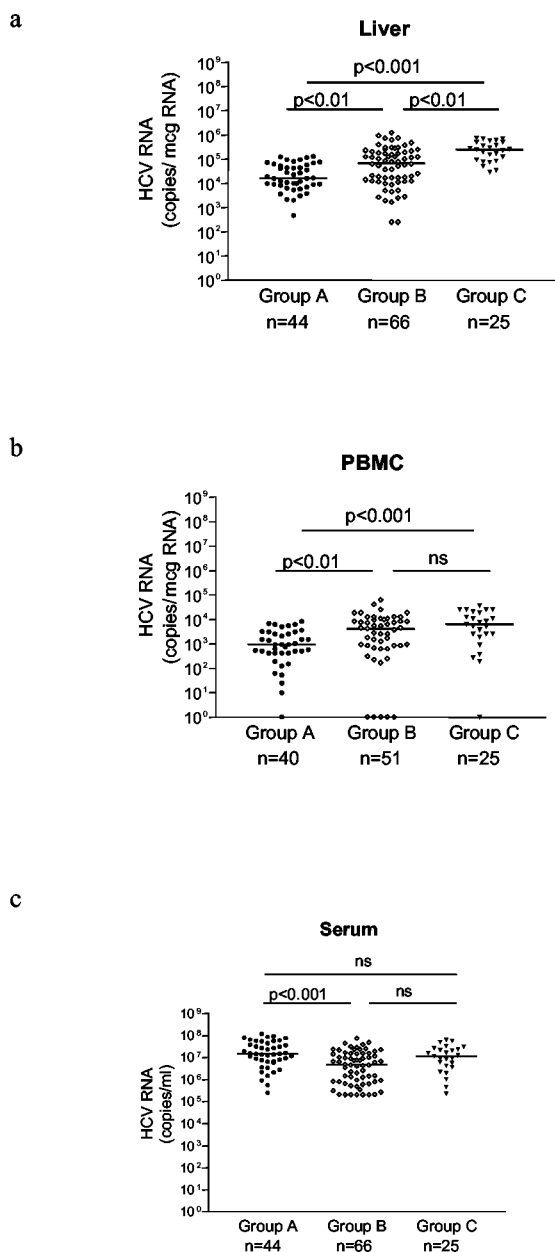 a
Liver
p<0.001
p<0.01 p<0.01
HCV RNA
(copies/ mcg RNA)
10⁹
10⁸
10⁷
10⁶
10⁵
10⁴
10³
10²
10¹
10⁰
Group A Group B Group C
n=44 n=66 n=25
b
PBMC
p<0.001
p<0.01 ns
HCV RNA
(copies/mcg RNA)
10⁹
10⁸
10⁷
10⁶
10⁵
10⁴
10³
10²
10¹
10⁰
Group A Group B Group C
n=40 n=51 n=25
c
Serum
ns
p<0.001 ns
HCV RNA
(copies/ml)
10⁹
10⁸
10⁷
10⁶
10⁵
10⁴
10³
10²
10¹
10⁰
Group A Group B Group C
n=44 n=66 n=25